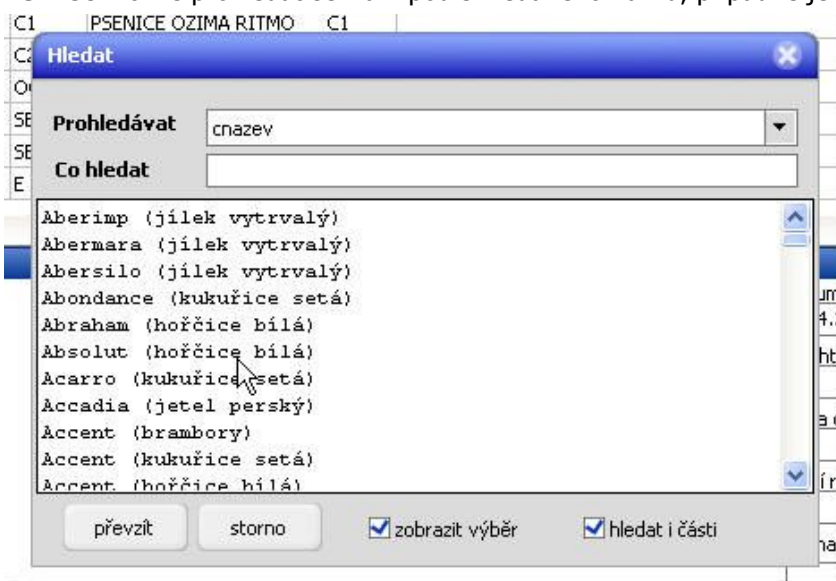 C1 PSENICE OZIMA RITMO C1
Hledat
Prohledávat cnazev
Co hledat
SE
SE
E
Aberimp (jílek vytrvalý)
Abermara (jílek vytrvalý)
Abersilo (jílek vytrvalý)
Abondance (kukuřice setá)
Abraham (hořčice bílá)
Absolut (hořčice bílá)
Acarro (kukuřice setá)
Accadia (jetel perský)
Accent (brambory)
Accent (kukuřice setá)
Accent (hořčice bílá)
převzít storno zobrazit výběr hledat i části